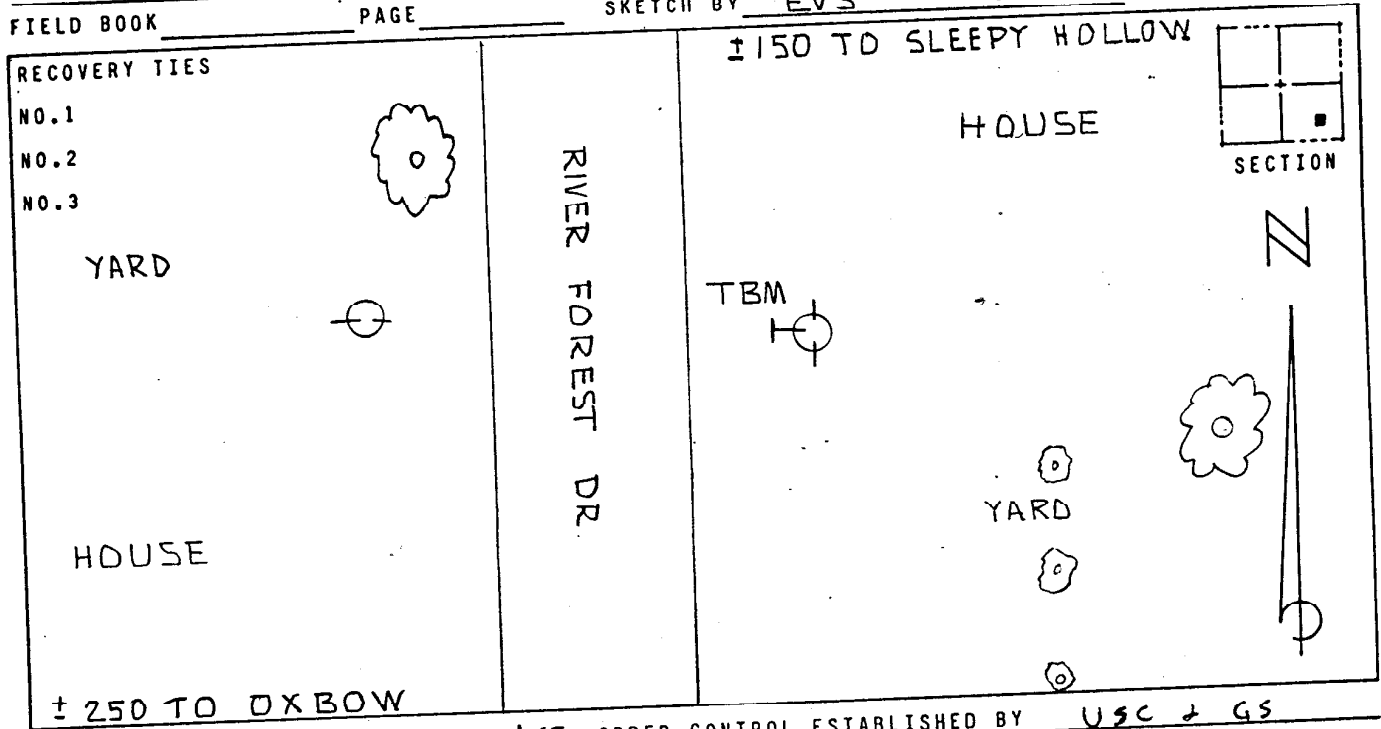 FIELD BOOK PAGE SKETCH BY EVS
RECOVERY TIES
NO.1
NO.2
NO.3
±150 TO SLEEPY HOLLOW
HOUSE
SECTION
N
YARD
RIVER FOREST DR
TBM
YARD
HOUSE
± 250 TO OXBOW
ORDER CONTROL ESTABLISHED BY USC & GS